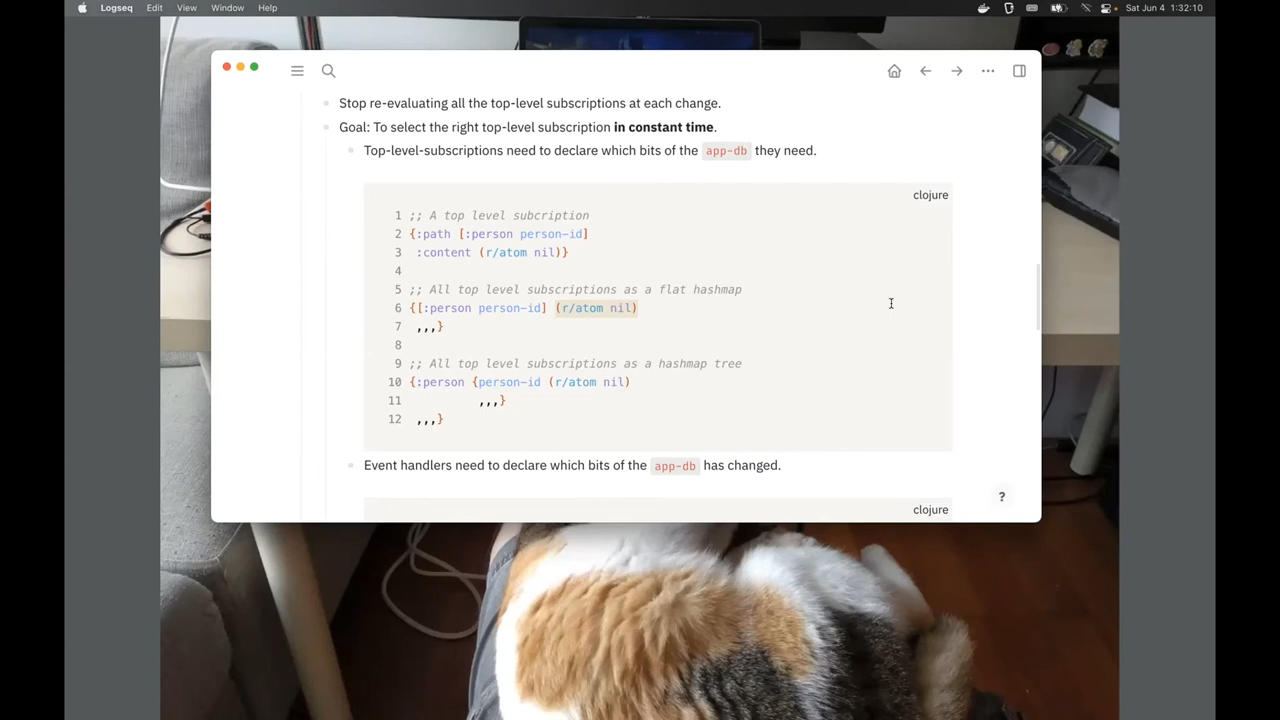 Logseq Edit View Window Help Sat Jun 4 1:32:10
Stop re-evaluating all the top-level subscriptions at each change.
Goal: To select the right top-level subscription in constant time.
Top-level-subscriptions need to declare which bits of the app-db they need.
clojure
1 ;; A top level subcription
2 {:path [:person person-id]
3 :content (r/atom nil)}
4
5 ;; All top level subscriptions as a flat hashmap
6 {[:person person-id] (r/atom nil)
7 ,,,}
8
9 ;; All top level subscriptions as a hashmap tree
10 {:person {person-id (r/atom nil)
11 ,,,}
12 ,,,}
Event handlers need to declare which bits of the app-db has changed.
clojure
?